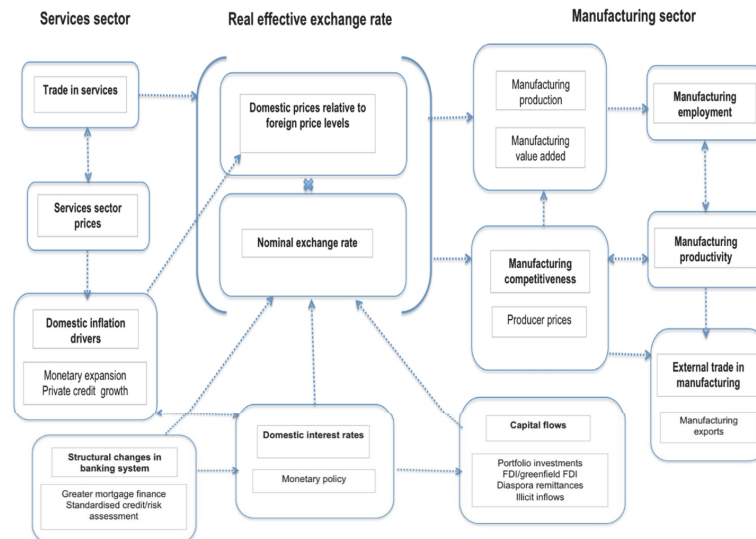 Services sector
Real effective exchange rate
Manufacturing sector
Trade in services
Domestic prices relative to
foreign price levels
Manufacturing
production
Manufacturing
value added
Manufacturing
employment
Services sector
prices
Nominal exchange rate
Manufacturing
competitiveness
Producer prices
Manufacturing
productivity
Domestic inflation
drivers
Monetary expansion
Private credit growth
External trade in
manufacturing
Manufacturing
exports
Structural changes in
banking system
Greater mortgage finance
Standardised credit/risk
assessment
Domestic interest rates
Monetary policy
Capital flows
Portfolio investments
FDI/greenfield FDI
Diaspora remittances
Illicit inflows